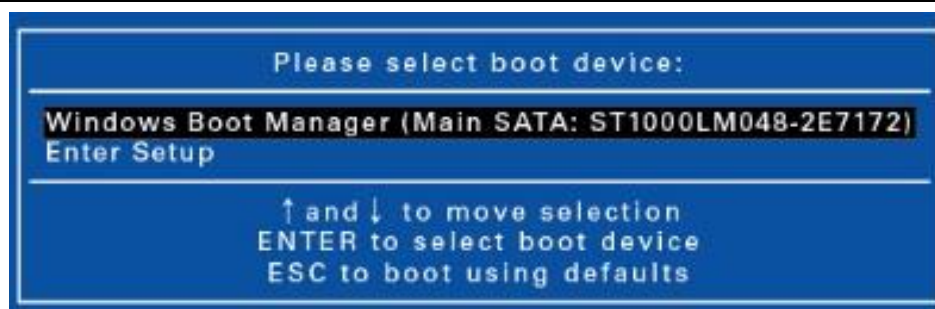 Please select boot device:
Windows Boot Manager (Main SATA: ST1000LM048-2E7172)
Enter Setup
↑ and ↓ to move selection
ENTER to select boot device
ESC to boot using defaults